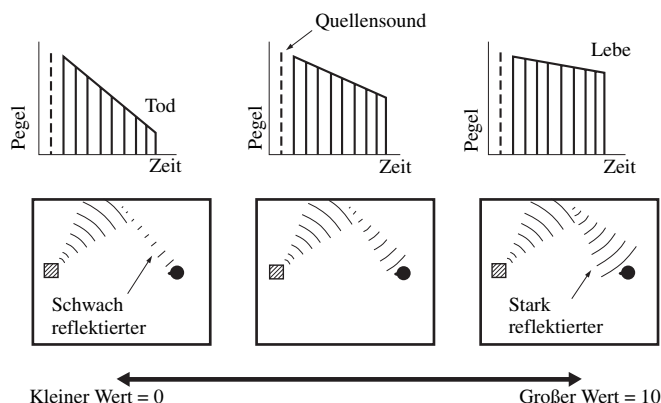 Quellensound
Pegel
Tod
Zeit
Pegel
Zeit
Pegel
Lebe
Zeit
Schwach
reflektierter
Stark
reflektierter
Kleiner Wert = 0
Großer Wert = 10